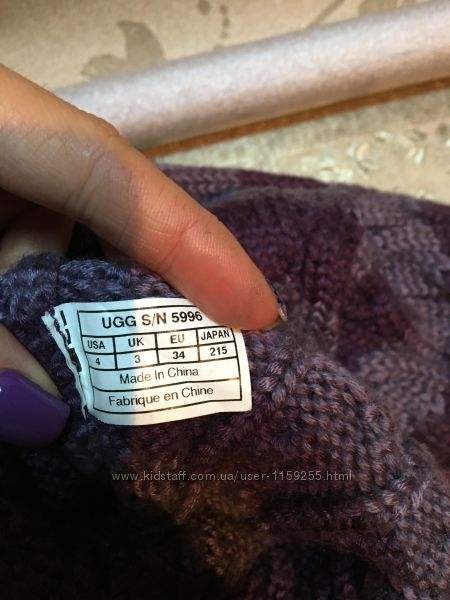 UGG S/N 5996
USA UK EU JAPAN
4 3 34 215
Made In China
Fabrique en Chine
www.kidstaff.com.ua/user-1159255.html